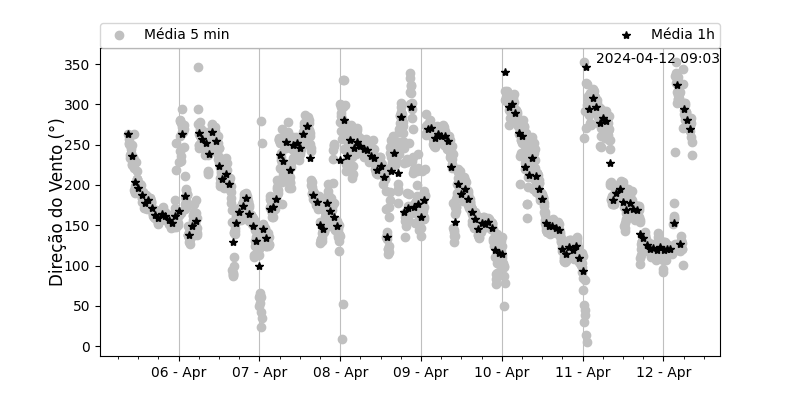 Média 5 min
Média 1h
2024-04-12 09:03
Direção do Vento (°)
350
300
250
200
150
100
50
0
06 - Apr
07 - Apr
08 - Apr
09 - Apr
10 - Apr
11 - Apr
12 - Apr